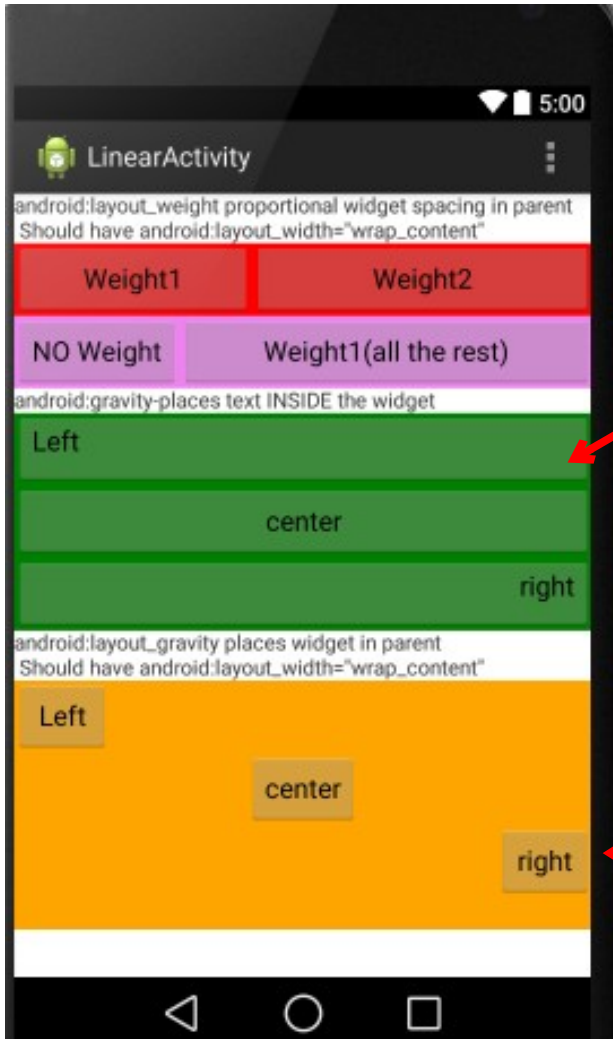 5:00
LinearActivity
android:layout_weight proportional widget spacing in parent
Should have android:layout_width="wrap_content"
Weight1 Weight2
NO Weight Weight1(all the rest)
android:gravity-places text INSIDE the widget
Left
center
right
android:layout_gravity places widget in parent
Should have android:layout_width="wrap_content"
Left
center
right